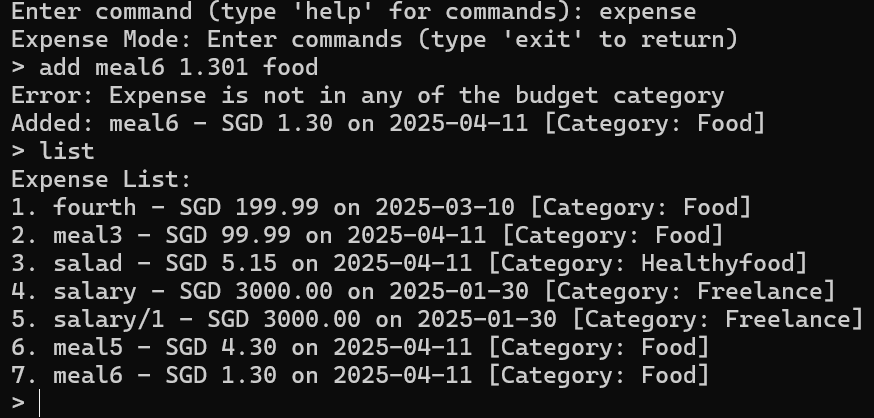 Enter command (type 'help' for commands): expense
Expense Mode: Enter commands (type 'exit' to return)
> add meal6 1.301 food
Error: Expense is not in any of the budget category
Added: meal6 - SGD 1.30 on 2025-04-11 [Category: Food]
> list
Expense List:
1. fourth - SGD 199.99 on 2025-03-10 [Category: Food]
2. meal3 - SGD 99.99 on 2025-04-11 [Category: Food]
3. salad - SGD 5.15 on 2025-04-11 [Category: Healthyfood]
4. salary - SGD 3000.00 on 2025-01-30 [Category: Freelance]
5. salary/1 - SGD 3000.00 on 2025-01-30 [Category: Freelance]
6. meal5 - SGD 4.30 on 2025-04-11 [Category: Food]
7. meal6 - SGD 1.30 on 2025-04-11 [Category: Food]
>